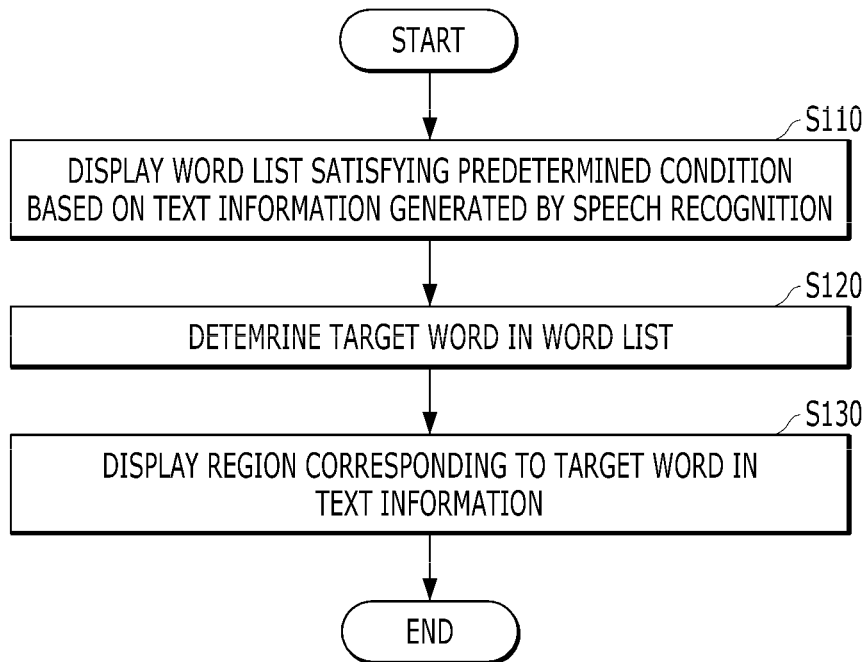 START
S110
DISPLAY WORD LIST SATISFYING PREDETERMINED CONDITION
BASED ON TEXT INFORMATION GENERATED BY SPEECH RECOGNITION
S120
DETEMRINE TARGET WORD IN WORD LIST
S130
DISPLAY REGION CORRESPONDING TO TARGET WORD IN
TEXT INFORMATION
END